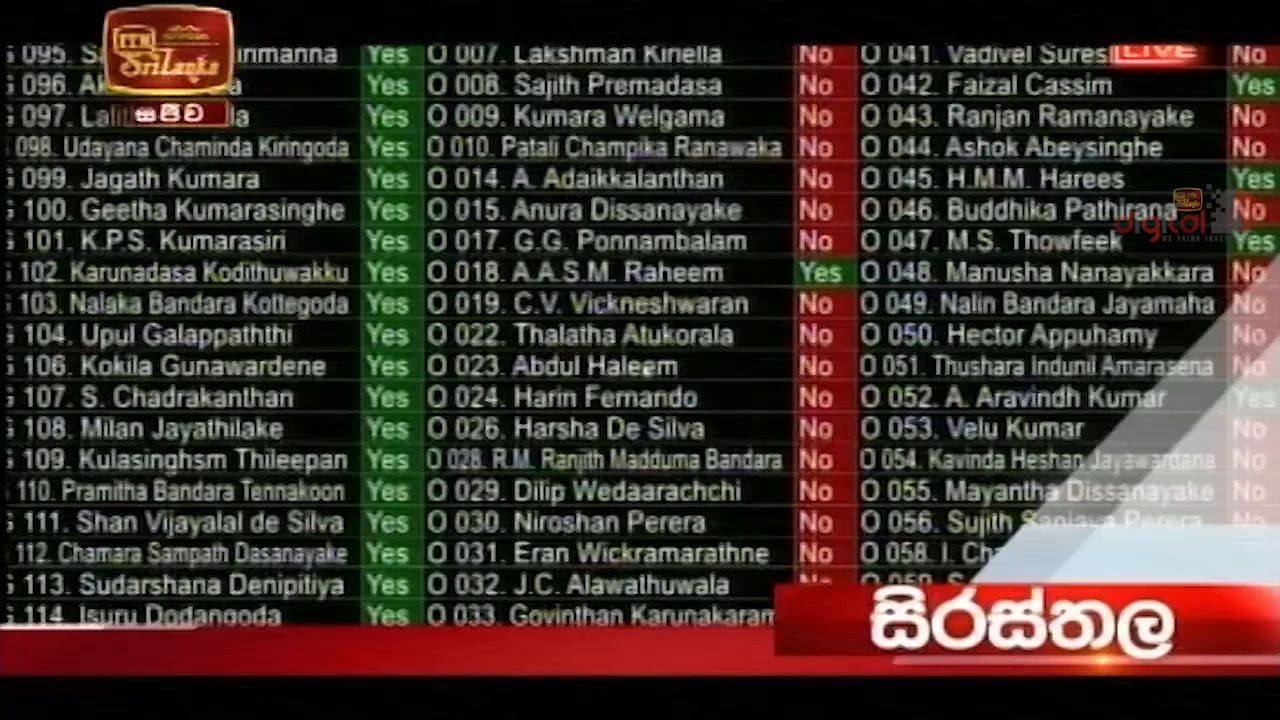 ITN
Sri Lanka
සජීව
LIVE
095. Yes
096. Yes
097. Yes
098. Udayana Chaminda Kiringoda Yes
099. Jagath Kumara Yes
100. Geetha Kumarasinghe Yes
101. K.P.S. Kumarasiri Yes
102. Karunadasa Kodithuwakku Yes
103. Nalaka Bandara Kottegoda Yes
104. Upul Galappaththi Yes
106. Kokila Gunawardene Yes
107. S. Chadrakanthan Yes
108. Milan Jayathilake Yes
109. Kulasinghsm Thileepan Yes
110. Pramitha Bandara Tennakoon Yes
111. Shan Vijayalal de Silva Yes
112. Chamara Sampath Dasanayake Yes
113. Sudarshana Denipitiya Yes
114. Isuru Dodangoda Yes
O 007. Lakshman Kiriella No
O 008. Sajith Premadasa No
O 009. Kumara Welgama No
O 010. Patali Champika Ranawaka No
O 014. A. Adaikkalanthan No
O 015. Anura Dissanayake No
O 017. G.G. Ponnambalam No
O 018. A.A.S.M. Raheem Yes
O 019. C.V. Vickneshwaran No
O 022. Thalatha Atukorala No
O 023. Abdul Haleem No
O 024. Harin Fernando No
O 026. Harsha De Silva No
O 028. R.M. Ranjith Madduma Bandara No
O 029. Dilip Wedaarachchi No
O 030. Niroshan Perera No
O 031. Eran Wickramarathne No
O 032. J.C. Alawathuwala No
O 033. Govinthan Karunakaram
O 041. Vadivel Suresh No
O 042. Faizal Cassim Yes
O 043. Ranjan Ramanayake No
O 044. Ashok Abeysinghe No
O 045. H.M.M. Harees Yes
O 046. Buddhika Pathirana No
O 047. M.S. Thowfeek Yes
O 048. Manusha Nanayakkara No
O 049. Nalin Bandara Jayamaha No
O 050. Hector Appuhamy No
O 051. Thushara Indunil Amarasena No
O 052. A. Aravindh Kumar Yes
O 053. Velu Kumar No
O 054. Kavinda Heshan Jayawardana No
O 055. Mayantha Dissanayake No
O 056. Sujith Sanjaya Perera No
O 058. I.
O 059.
digital
සිරස්තල